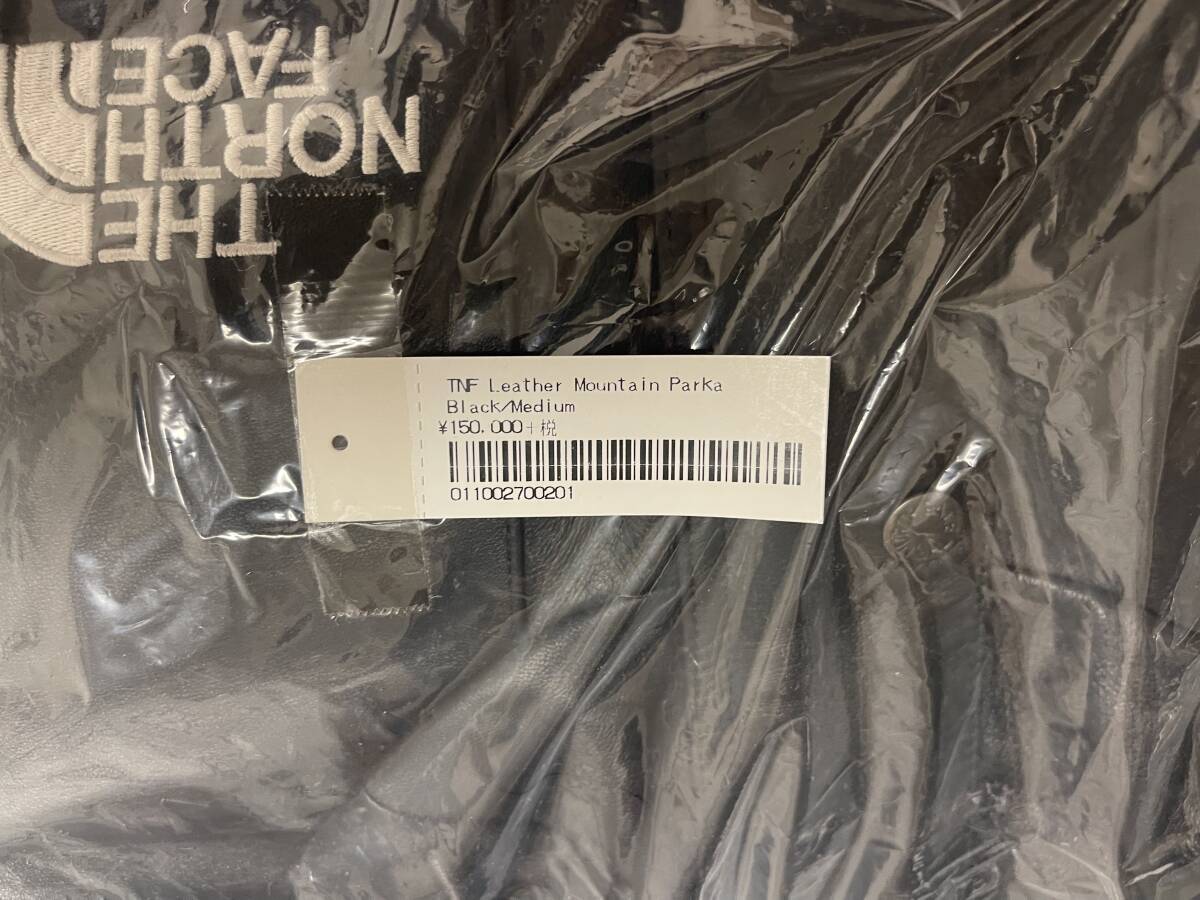 THE
NORTH
FACE
TNF Leather Mountain Parka
Black/Medium
¥150.000+税
011002700201